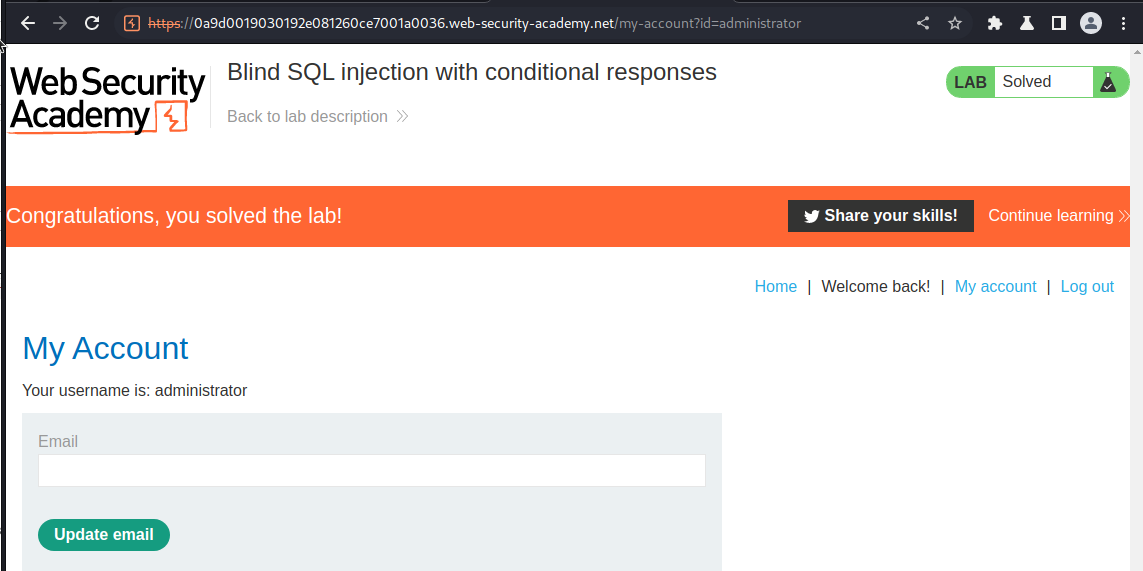 https://0a9d0019030192e081260ce7001a0036.web-security-academy.net/my-account?id=administrator
Web Security
Academy
Blind SQL injection with conditional responses
Back to lab description
LAB Solved
Congratulations, you solved the lab!
Share your skills! Continue learning
Home | Welcome back! | My account | Log out
My Account
Your username is: administrator
Email
Update email